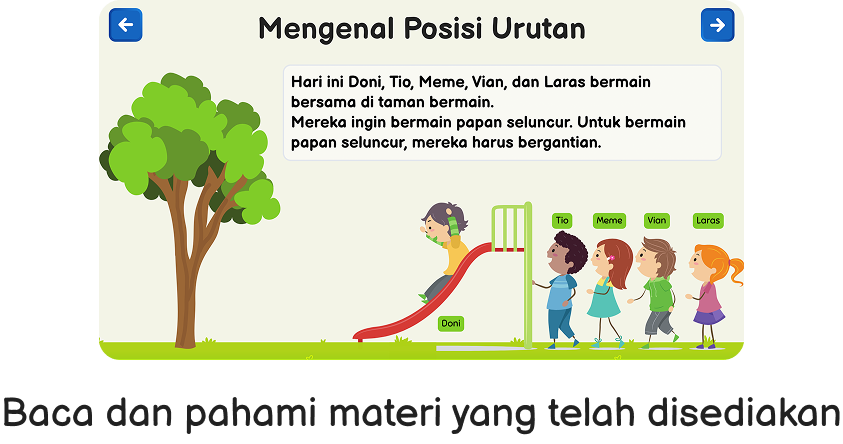 Mengenal Posisi Urutan
Hari ini Doni, Tio, Meme, Vian, dan Laras bermain
bersama di taman bermain.
Mereka ingin bermain papan seluncur. Untuk bermain
papan seluncur, mereka harus bergantian.
Tio
Meme
Vian
Laras
Doni
Baca dan pahami materi yang telah disediakan